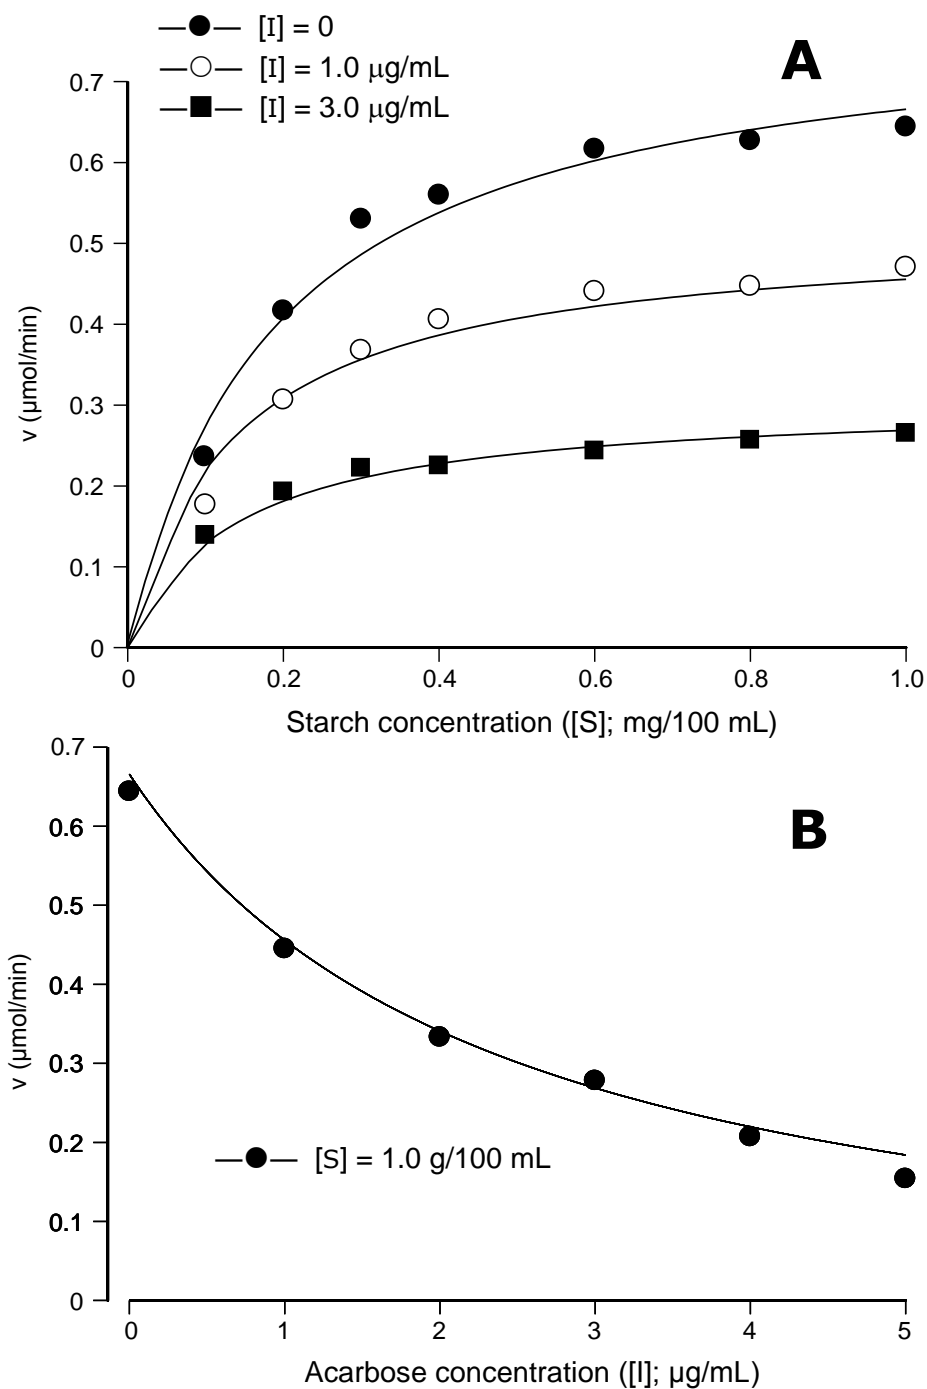 [I] = 0
[I] = 1.0 μg/mL
[I] = 3.0 μg/mL
A
0.7
0.6
0.5
0.4
0.3
0.2
0.1
0
v (μmol/min)
0 0.2 0.4 0.6 0.8 1.0
Starch concentration ([S]; mg/100 mL)
B
0.7
0.6
0.5
0.4
0.3
0.2
0.1
0
v (μmol/min)
[S] = 1.0 g/100 mL
0 1 2 3 4 5
Acarbose concentration ([I]; μg/mL)